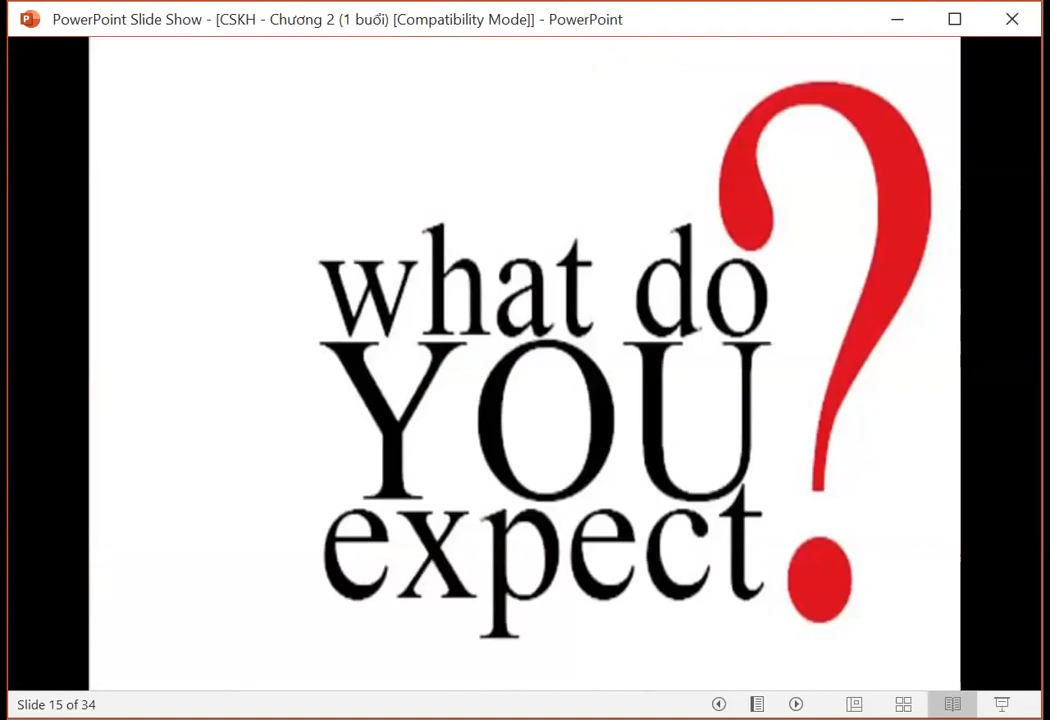 PowerPoint Slide Show - [CSKH - Chương 2 (1 buổi) [Compatibility Mode]] - PowerPoint
what do
YOU
expect?
Slide 15 of 34